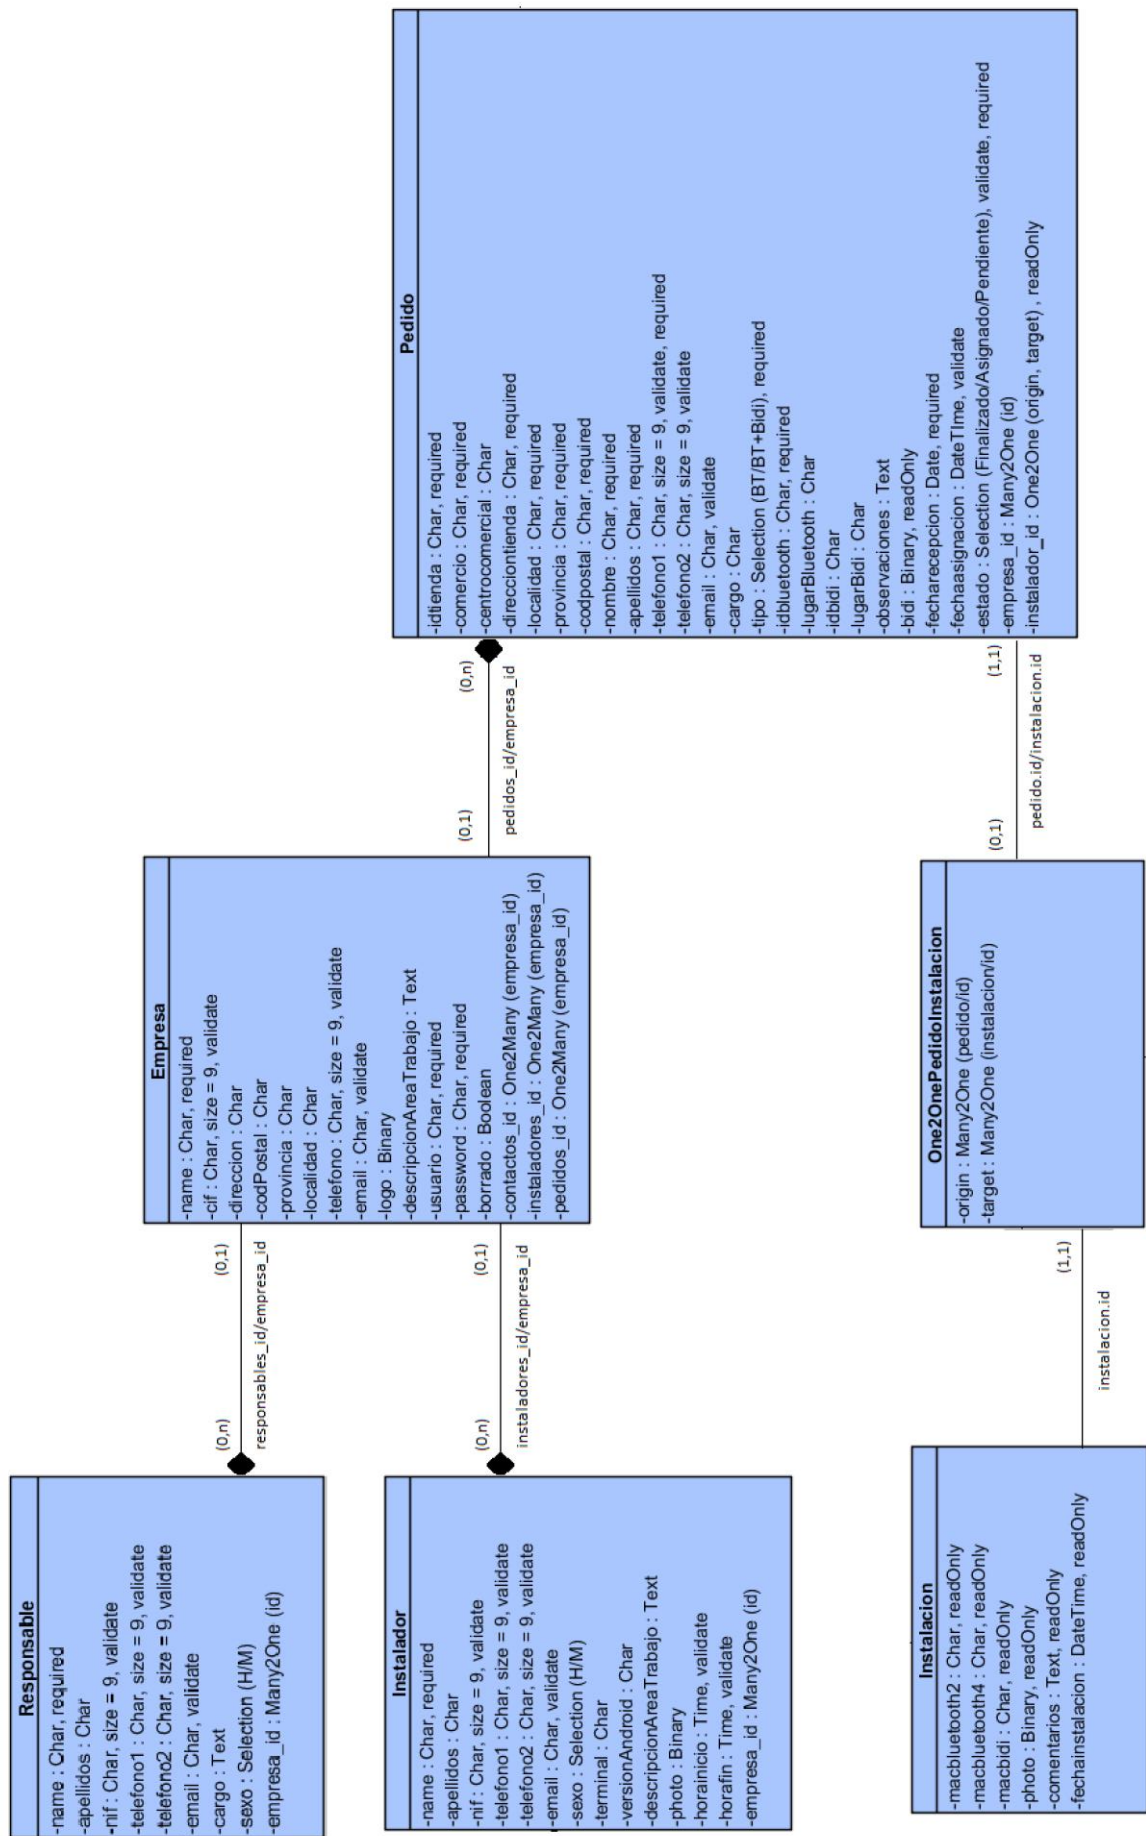 Responsable
-name : Char, required
-apellidos : Char
-nif : Char, size = 9, validate
-telefono1 : Char, size = 9, validate
-telefono2 : Char, size = 9, validate
-email : Char, validate
-cargo : Text
-sexo : Selection (H/M)
-empresa_id : Many2One (id)
(0,n)
responsables_id/empresa_id
(0,1)
Instalador
-name : Char, required
-apellidos : Char
-nif : Char, size = 9, validate
-telefono1 : Char, size = 9, validate
-telefono2 : Char, size = 9, validate
-email : Char, validate
-sexo : Selection (H/M)
-terminal : Char
-versionAndroid : Char
-descripcionAreaTrabajo : Text
-photo : Binary
-horainicio : Time, validate
-horafin : Time, validate
-empresa_id : Many2One (id)
(0,n)
instaladores_id/empresa_id
(0,1)
Empresa
-name : Char, required
-cif : Char, size = 9, validate
-direccion : Char
-codPostal : Char
-provincia : Char
-localidad : Char
-telefono : Char, size = 9, validate
-email : Char, validate
-logo : Binary
-descripcionAreaTrabajo : Text
-usuario : Char, required
-password : Char, required
-borrado : Boolean
-contactos_id : One2Many (empresa_id)
-instaladores_id : One2Many (empresa_id)
-pedidos_id : One2Many (empresa_id)
(0,1)
pedidos_id/empresa_id
(0,n)
Pedido
-idtienda : Char, required
-comercio : Char, required
-centrocomercial : Char
-direcciontienda : Char, required
-localidad : Char, required
-provincia : Char, required
-codpostal : Char, required
-nombre : Char, required
-apellidos : Char, required
-telefono1 : Char, size = 9, validate, required
-telefono2 : Char, size = 9, validate
-email : Char, validate
-cargo : Char
-tipo : Selection (BT/BT+Bidi), required
-idbluetooth : Char, required
-lugarBluetooth : Char
-idbidi : Char
-lugarBidi : Char
-observaciones : Text
-bidi : Binary, readOnly
-fecharecepcion : Date, required
-fechaasignacion : DateTIme, validate
-estado : Selection (Finalizado/Asignado/Pendiente), validate, required
-empresa_id : Many2One (id)
-instalador_id : One2One (origin, target) , readOnly
Instalacion
-macbluetooth2 : Char, readOnly
-macbluetooth4 : Char, readOnly
-macbidi : Char, readOnly
-photo : Binary, readOnly
-comentarios : Text, readOnly
-fechainstalacion : DateTime, readOnly
instalacion.id
(1,1)
One2OnePedidoInstalacion
-origin : Many2One (pedido/id)
-target : Many2One (instalacion/id)
(0,1)
pedido.id/instalacion.id
(1,1)